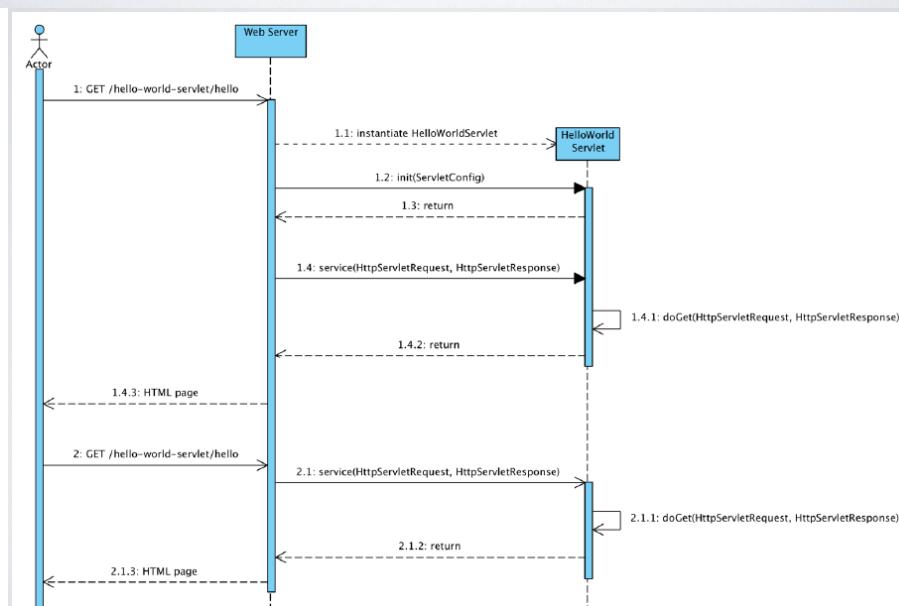 Web Server
Actor
1: GET /hello-world-servlet/hello
1.1: instantiate HelloWorldServlet
HelloWorld
Servlet
1.2: init(ServletConfig)
1.3: return
1.4: service(HttpServletRequest, HttpServletResponse)
1.4.1: doGet(HttpServletRequest, HttpServletResponse)
1.4.2: return
1.4.3: HTML page
2: GET /hello-world-servlet/hello
2.1: service(HttpServletRequest, HttpServletResponse)
2.1.1: doGet(HttpServletRequest, HttpServletResponse)
2.1.2: return
2.1.3: HTML page